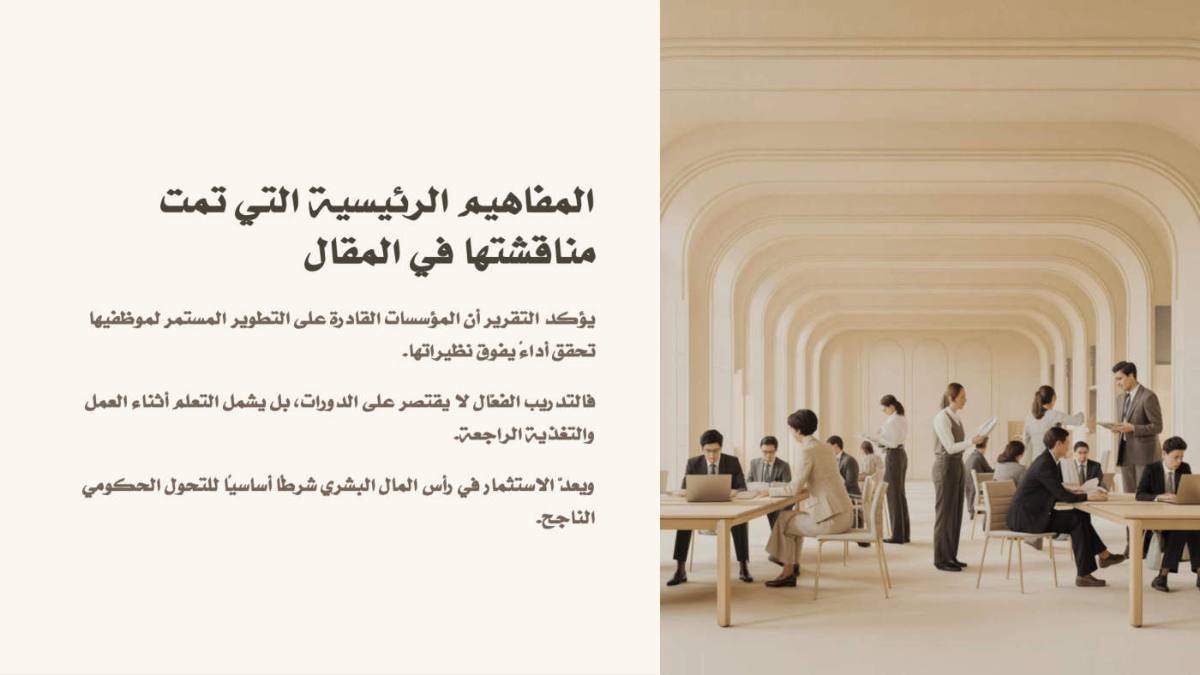 المفاهيم الرئيسية التي تمت
مناقشتها في المقال
يؤكد التقرير أن المؤسسات القادرة على التطوير المستمر لموظفيها
تحقق أداءً يفوق نظيراتها.
فالتدريب الفعّال لا يقتصر على الدورات، بل يشمل التعلم أثناء العمل
والتغذية الراجعة.
ويعدّ الاستثمار في رأس المال البشري شرطًا أساسيًا للتحول الحكومي
الناجح.